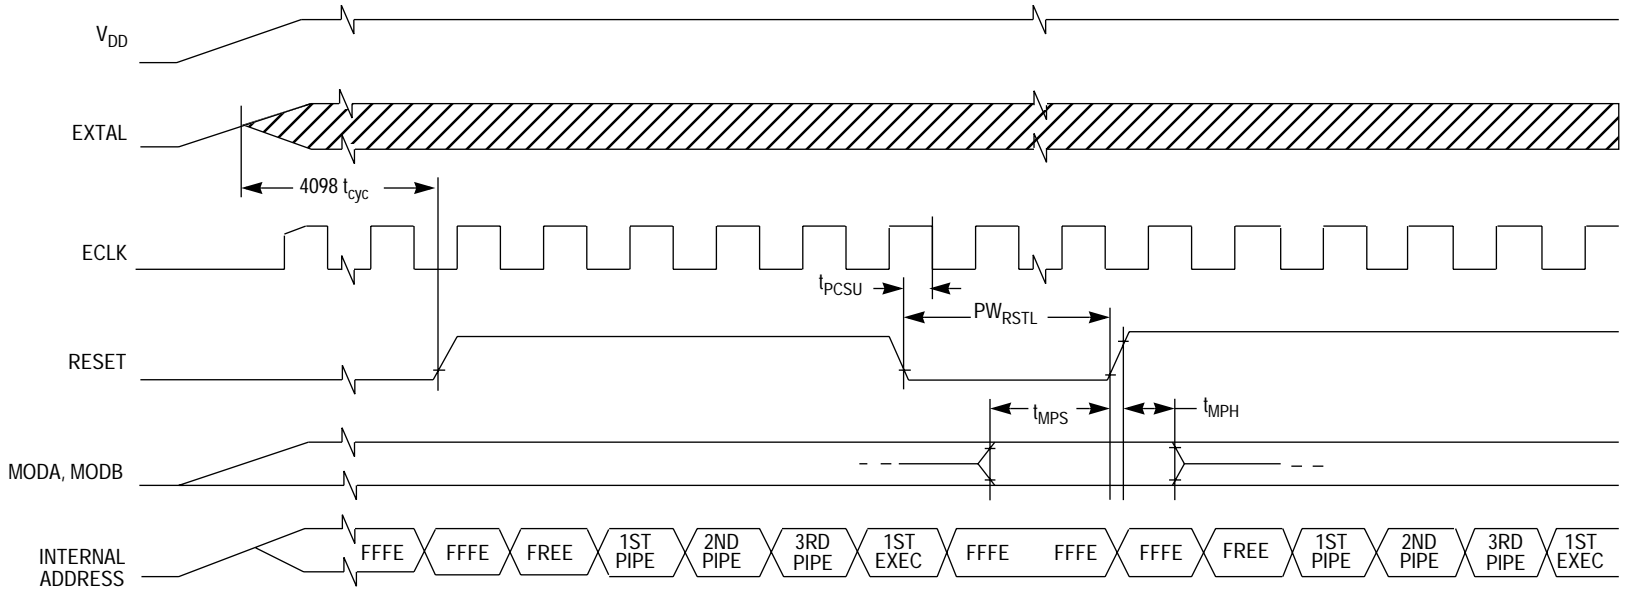 VDD
EXTAL
4098 tcyc
ECLK
tPCSU
PWRSTL
RESET
tMPS
tMPH
MODA, MODB
INTERNAL
ADDRESS
FFFE
FFFE
FREE
1ST
PIPE
2ND
PIPE
3RD
PIPE
1ST
EXEC
FFFE
FFFE
FFFE
FREE
1ST
PIPE
2ND
PIPE
3RD
PIPE
1ST
EXEC